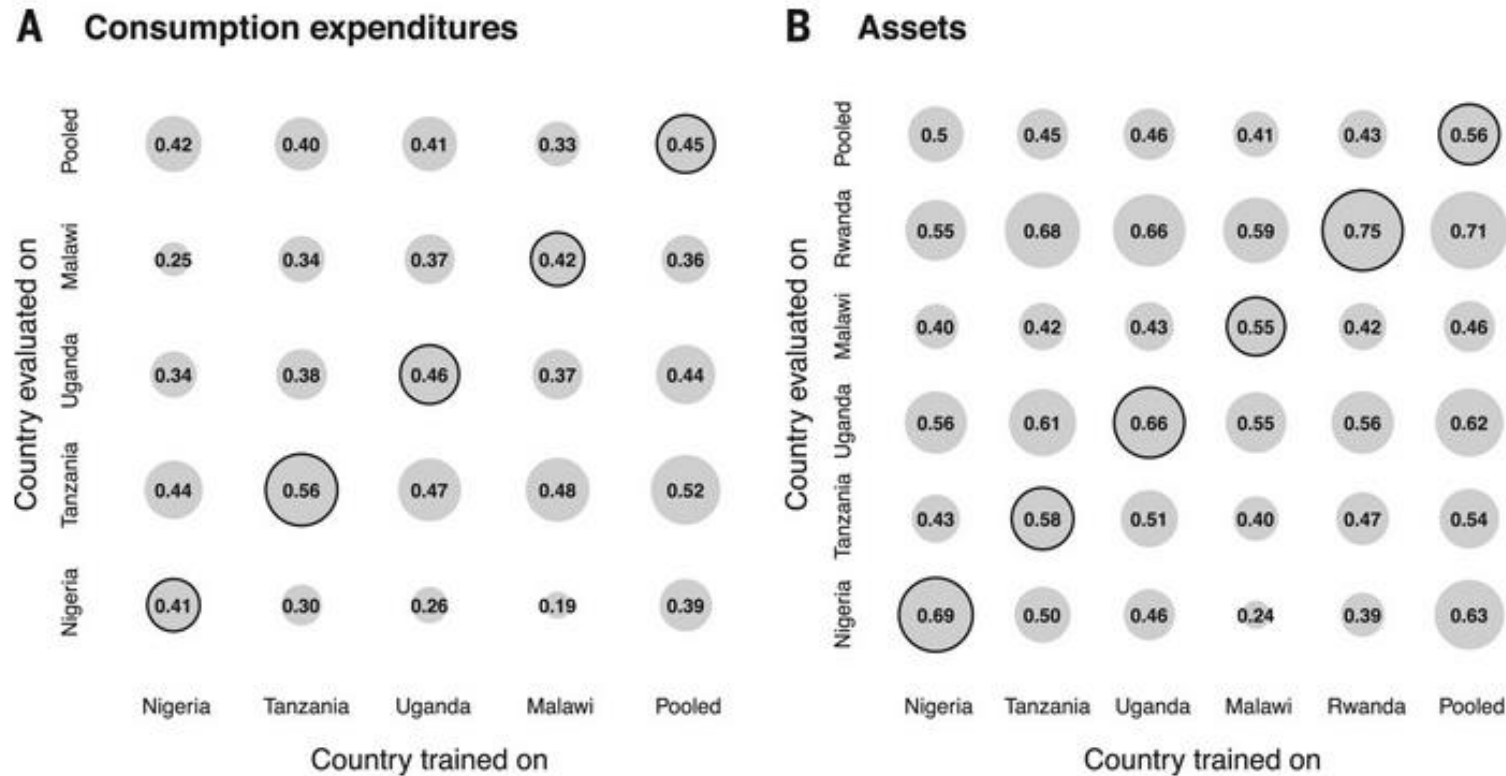 A Consumption expenditures
Country evaluated on
Pooled 0.42 0.40 0.41 0.33 0.45
Malawi 0.25 0.34 0.37 0.42 0.36
Uganda 0.34 0.38 0.46 0.37 0.44
Tanzania 0.44 0.56 0.47 0.48 0.52
Nigeria 0.41 0.30 0.26 0.19 0.39
Nigeria Tanzania Uganda Malawi Pooled
Country trained on
B Assets
Country evaluated on
Pooled 0.5 0.45 0.46 0.41 0.43 0.56
Rwanda 0.55 0.68 0.66 0.59 0.75 0.71
Malawi 0.40 0.42 0.43 0.55 0.42 0.46
Uganda 0.56 0.61 0.66 0.55 0.56 0.62
Tanzania 0.43 0.58 0.51 0.40 0.47 0.54
Nigeria 0.69 0.50 0.46 0.24 0.39 0.63
Nigeria Tanzania Uganda Malawi Rwanda Pooled
Country trained on